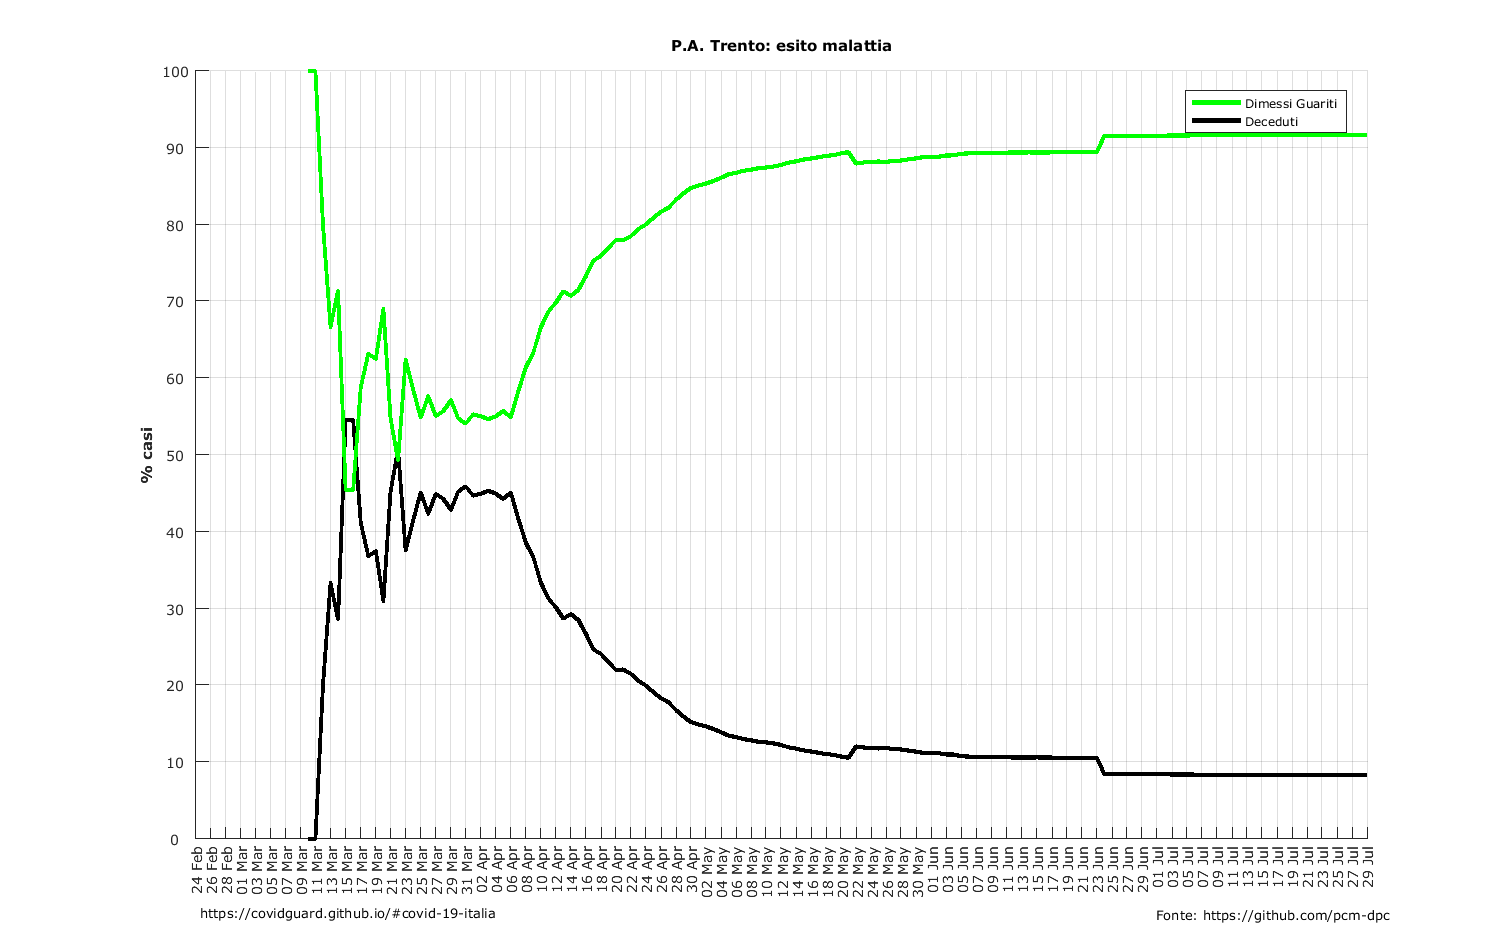 P.A. Trento: esito malattia
100
90
80
70
60
50
40
30
20
10
0
% casi
Dimessi Guariti
Deceduti
24 Feb
26 Feb
28 Feb
01 Mar
03 Mar
05 Mar
07 Mar
09 Mar
11 Mar
13 Mar
15 Mar
17 Mar
19 Mar
21 Mar
23 Mar
25 Mar
27 Mar
29 Mar
31 Mar
02 Apr
04 Apr
06 Apr
08 Apr
10 Apr
12 Apr
14 Apr
16 Apr
18 Apr
20 Apr
22 Apr
24 Apr
26 Apr
28 Apr
30 Apr
02 May
04 May
06 May
08 May
10 May
12 May
14 May
16 May
18 May
20 May
22 May
24 May
26 May
28 May
30 May
01 Jun
03 Jun
05 Jun
07 Jun
09 Jun
11 Jun
13 Jun
15 Jun
17 Jun
19 Jun
21 Jun
23 Jun
25 Jun
27 Jun
29 Jun
01 Jul
03 Jul
05 Jul
07 Jul
09 Jul
11 Jul
13 Jul
15 Jul
17 Jul
19 Jul
21 Jul
23 Jul
25 Jul
27 Jul
29 Jul
https://covidguard.github.io/#covid-19-italia
Fonte: https://github.com/pcm-dpc